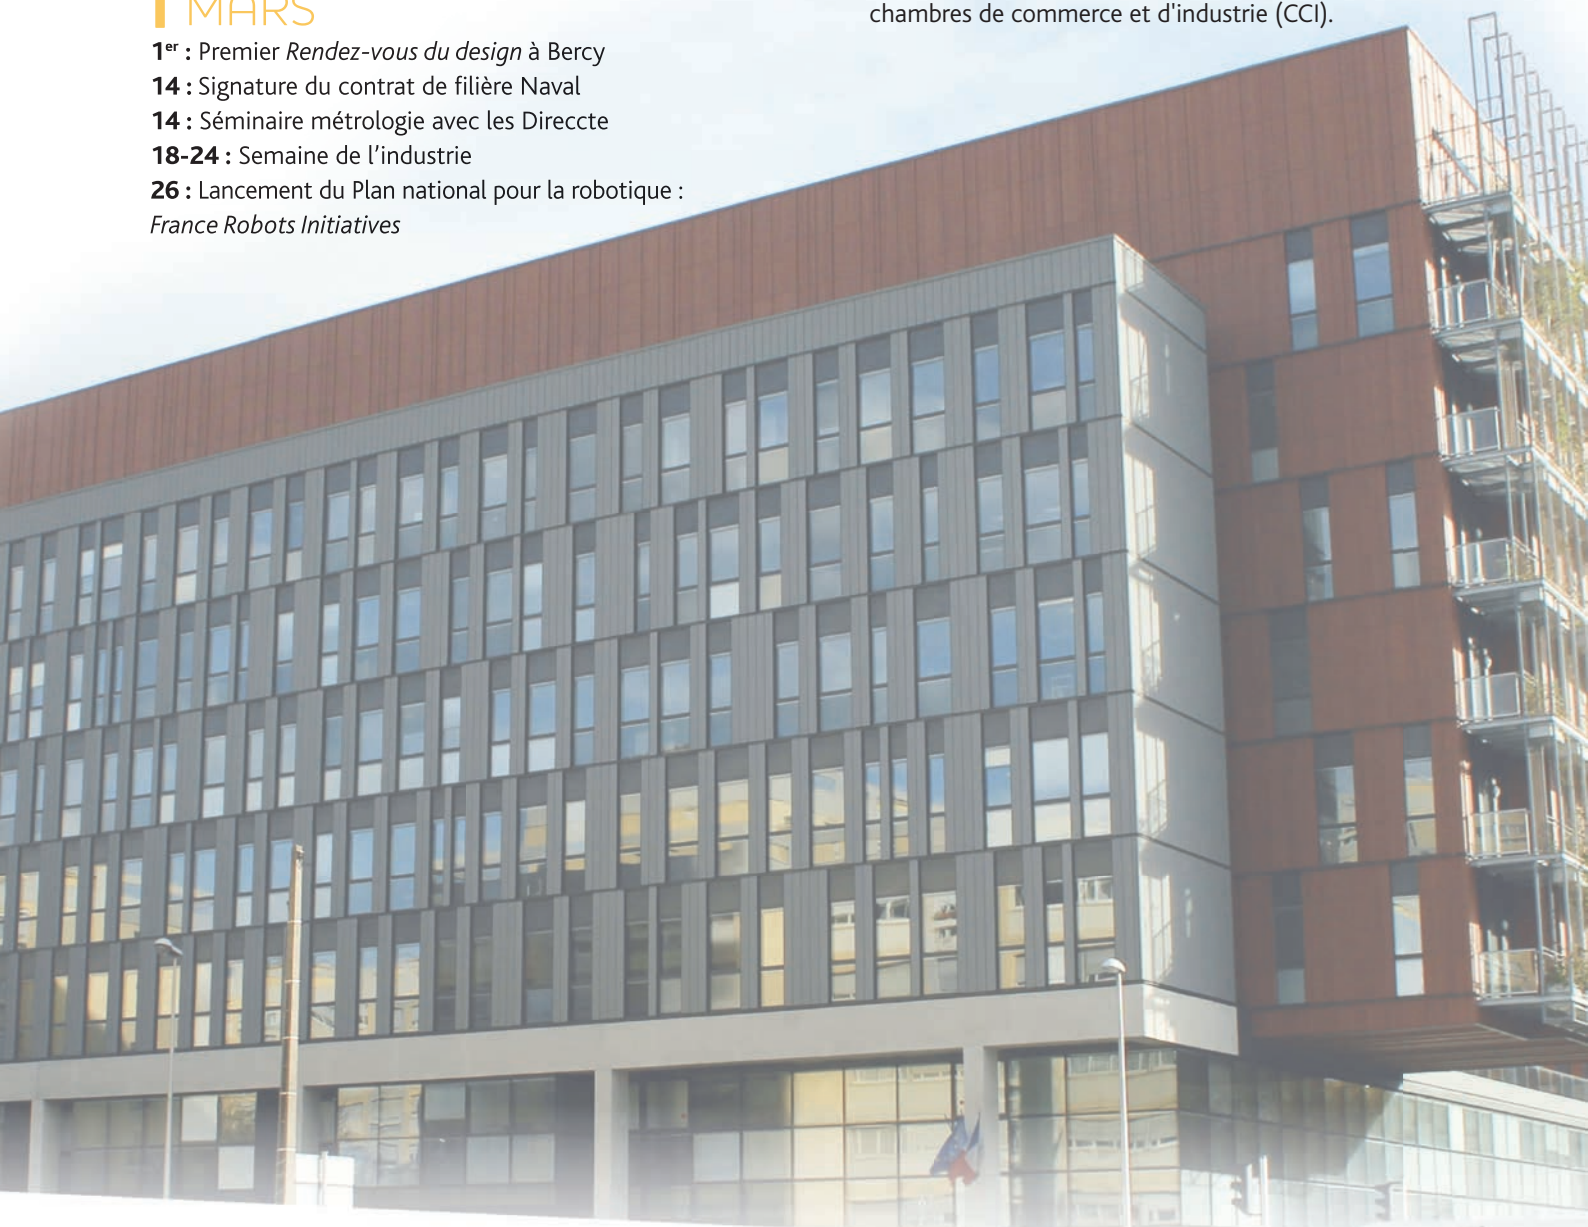 MARS
1er : Premier Rendez-vous du design à Bercy
14 : Signature du contrat de filière Naval
14 : Séminaire métrologie avec les Direccte
18-24 : Semaine de l’industrie
26 : Lancement du Plan national pour la robotique :
France Robots Initiatives
chambres de commerce et d'industrie (CCI).